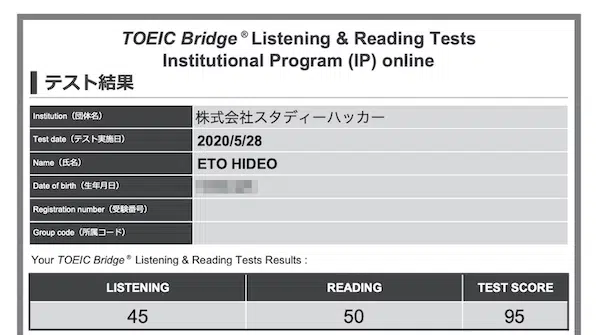 TOEIC Bridge® Listening & Reading Tests
Institutional Program (IP) online
テスト結果
Institution（団体名） 株式会社スタディーハッカー
Test date（テスト実施日） 2020/5/28
Name（氏名） ETO HIDEO
Date of birth（生年月日）
Registration number（受験番号）
Group code（所属コード）
Your TOEIC Bridge® Listening & Reading Tests Results :
LISTENING READING TEST SCORE
45 50 95